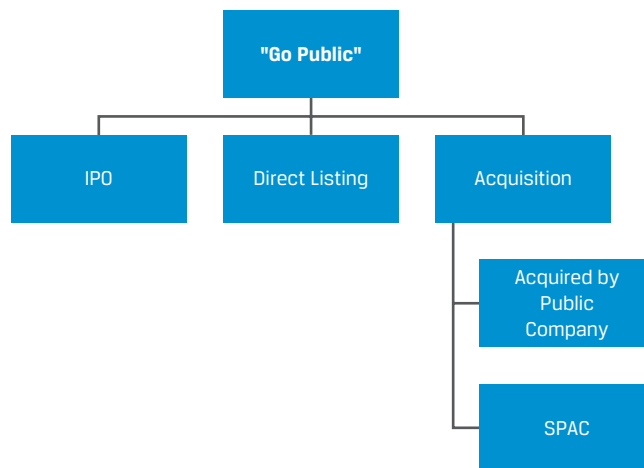 "Go Public"
IPO
Direct Listing
Acquisition
Acquired by
Public
Company
SPAC